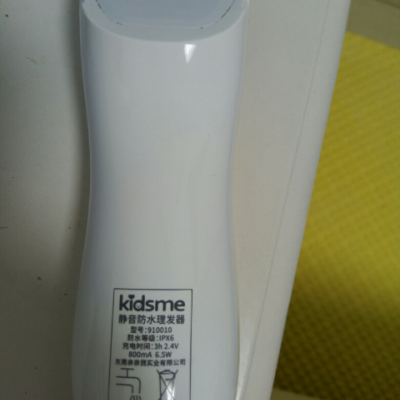 kidsme
静音防水理发器
型号:910010
防水等级:IPX6
充电时间:3h 2.4V
800mA 6.5W